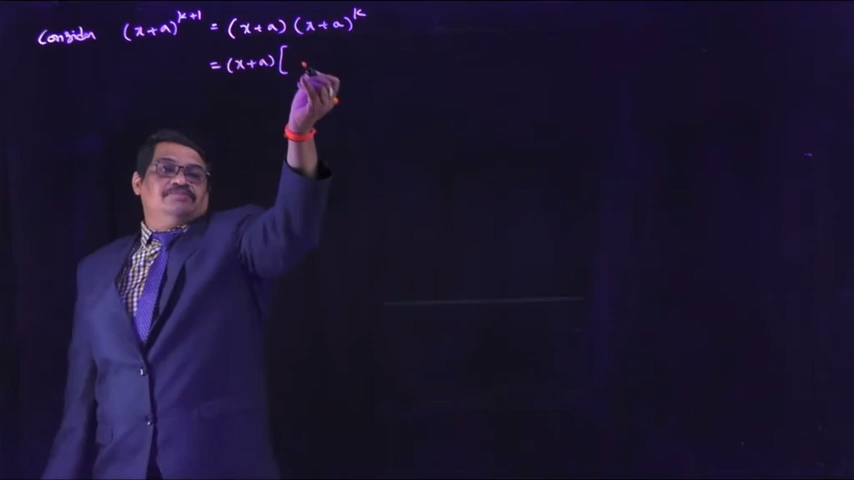 Consider (x+a)^{k+1} = (x+a) (x+a)^k
= (x+a) [